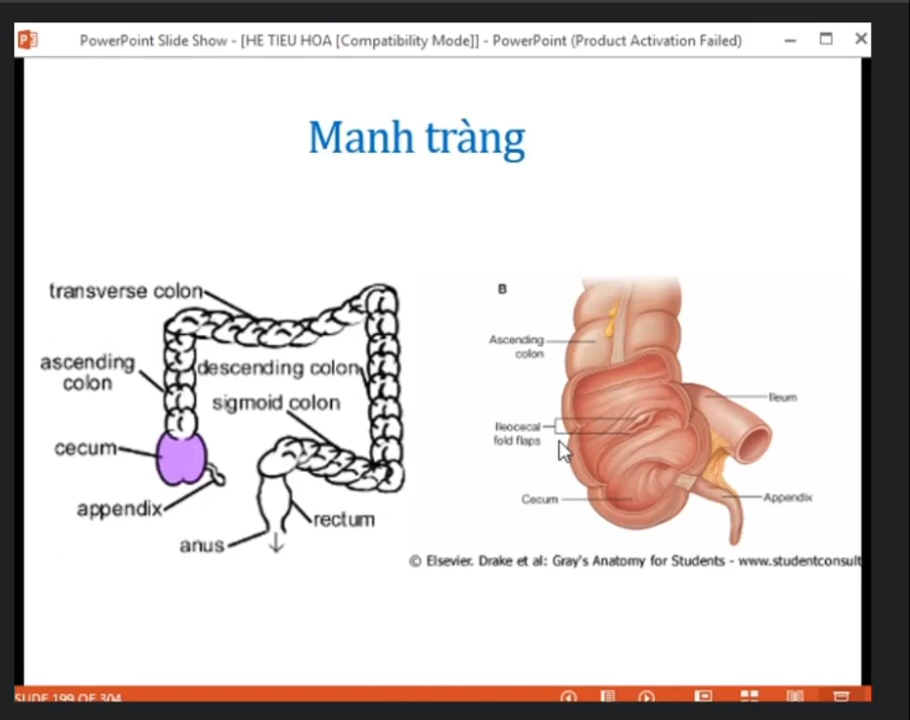 PowerPoint Slide Show - [HE TIEU HOA [Compatibility Mode]] - PowerPoint (Product Activation Failed)
Manh tràng
transverse colon
ascending
colon
descending colon
sigmoid colon
cecum
appendix
anus
rectum
B
Ascending
colon
Ileum
Ileocecal
fold flaps
Cecum
Appendix
© Elsevier. Drake et al: Gray's Anatomy for Students - www.studentconsult
SLIDE 199 OF 304